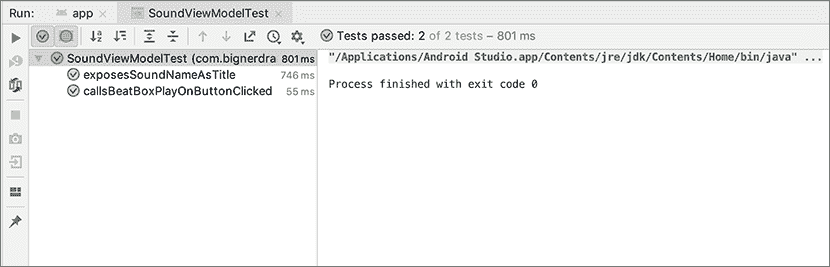 Run: app × SoundViewModelTest ×
Tests passed: 2 of 2 tests – 801 ms
SoundViewModelTest (com.bignerdra 801 ms
exposesSoundNameAsTitle 746 ms
callsBeatBoxPlayOnButtonClicked 55 ms
"/Applications/Android Studio.app/Contents/jre/jdk/Contents/Home/bin/java" ...
Process finished with exit code 0